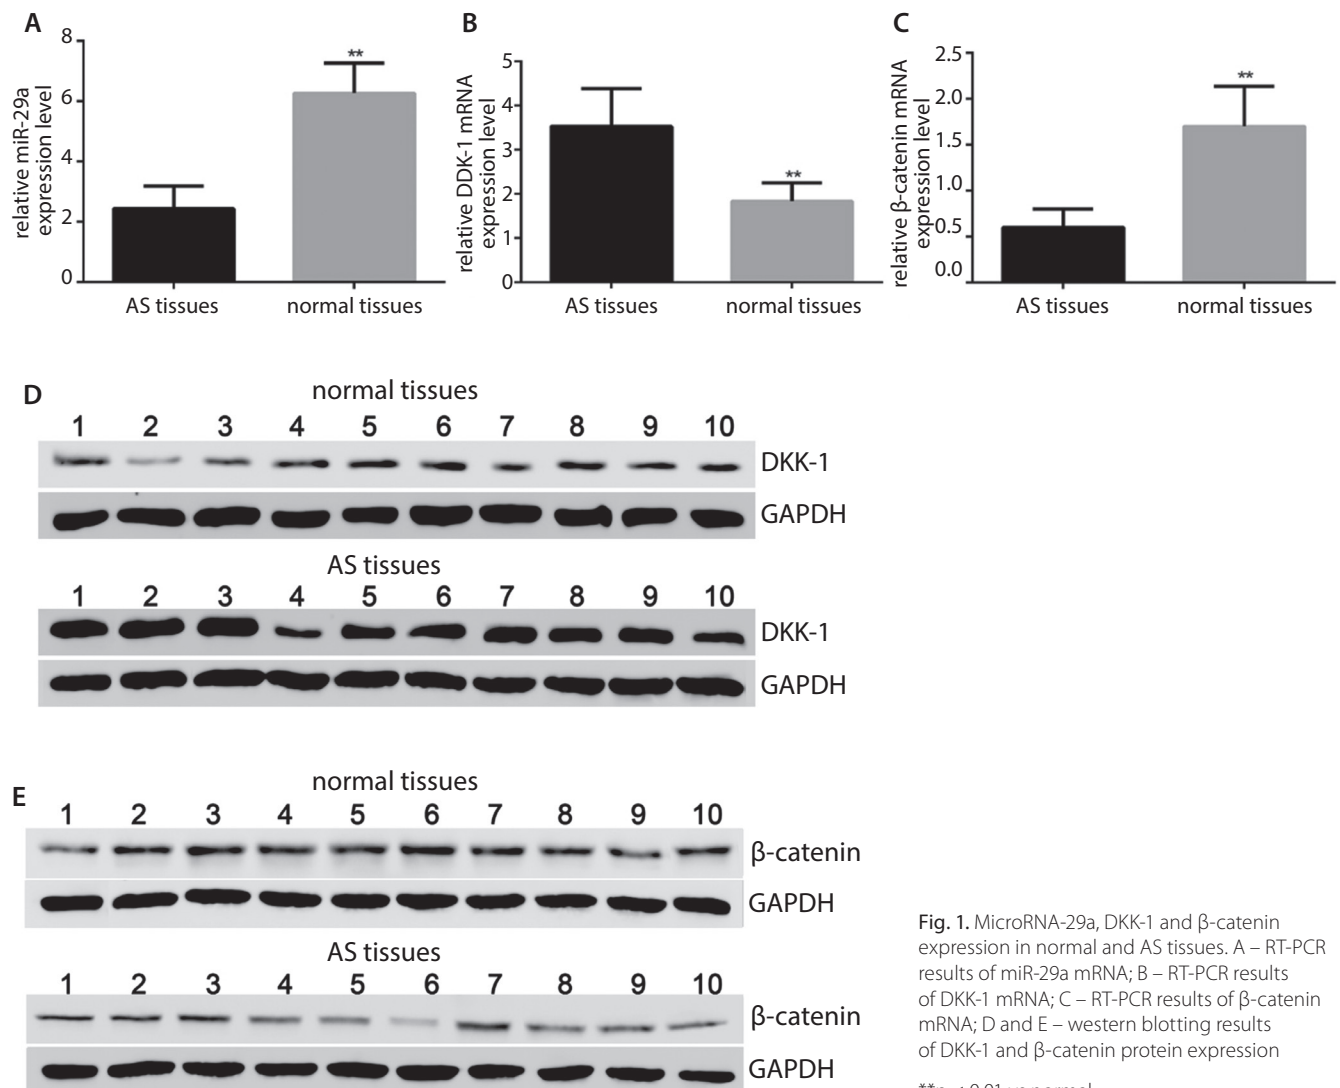 A
relative miR-29a
expression level
8
6
4
2
0
**
AS tissues
normal tissues
B
relative DDK-1 mRNA
expression level
5
4
3
2
1
0
**
AS tissues
normal tissues
C
relative β-catenin mRNA
expression level
2.5
2.0
1.5
1.0
0.5
0.0
**
AS tissues
normal tissues
D
normal tissues
1 2 3 4 5 6 7 8 9 10
DKK-1
GAPDH
AS tissues
1 2 3 4 5 6 7 8 9 10
DKK-1
GAPDH
E
normal tissues
1 2 3 4 5 6 7 8 9 10
β-catenin
GAPDH
AS tissues
1 2 3 4 5 6 7 8 9 10
β-catenin
GAPDH
Fig. 1. MicroRNA-29a, DKK-1 and β-catenin
expression in normal and AS tissues. A – RT-PCR
results of miR-29a mRNA; B – RT-PCR results
of DKK-1 mRNA; C – RT-PCR results of β-catenin
mRNA; D and E – western blotting results
of DKK-1 and β-catenin protein expression